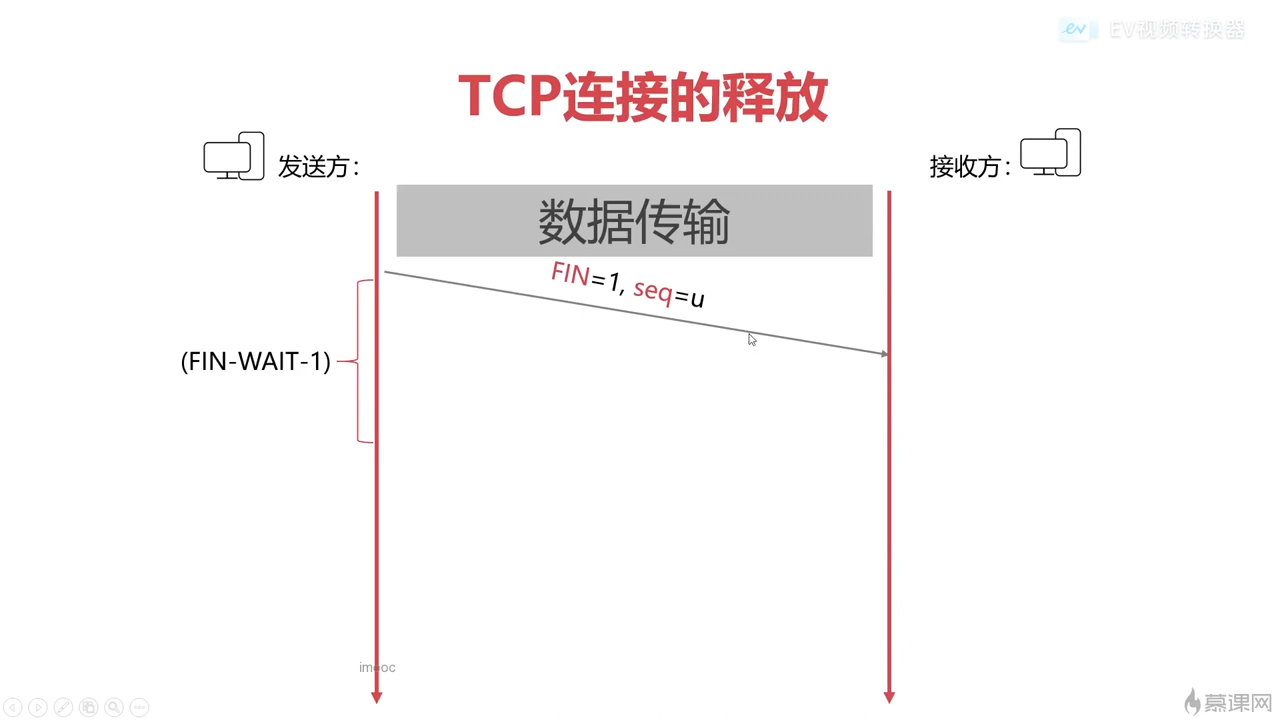 EV视频转换器
TCP连接的释放
发送方：
接收方：
数据传输
FIN=1, seq=u
(FIN-WAIT-1)
imooc
慕课网